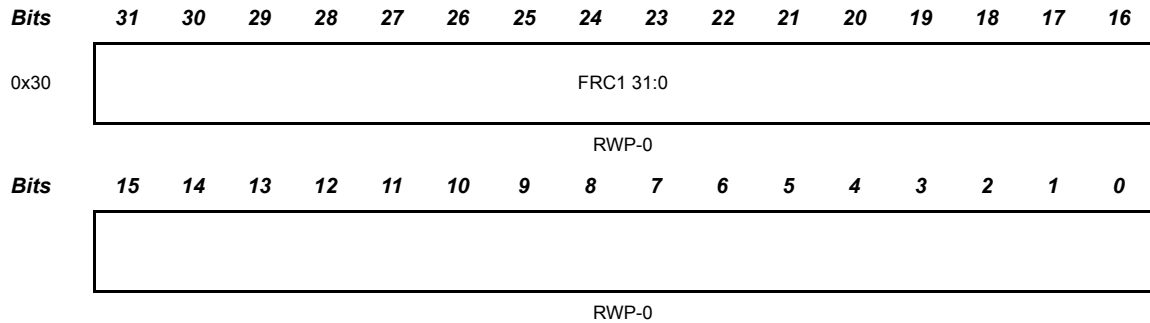 Bits 31 30 29 28 27 26 25 24 23 22 21 20 19 18 17 16
0x30 FRC1 31:0
RWP-0
Bits 15 14 13 12 11 10 9 8 7 6 5 4 3 2 1 0
RWP-0